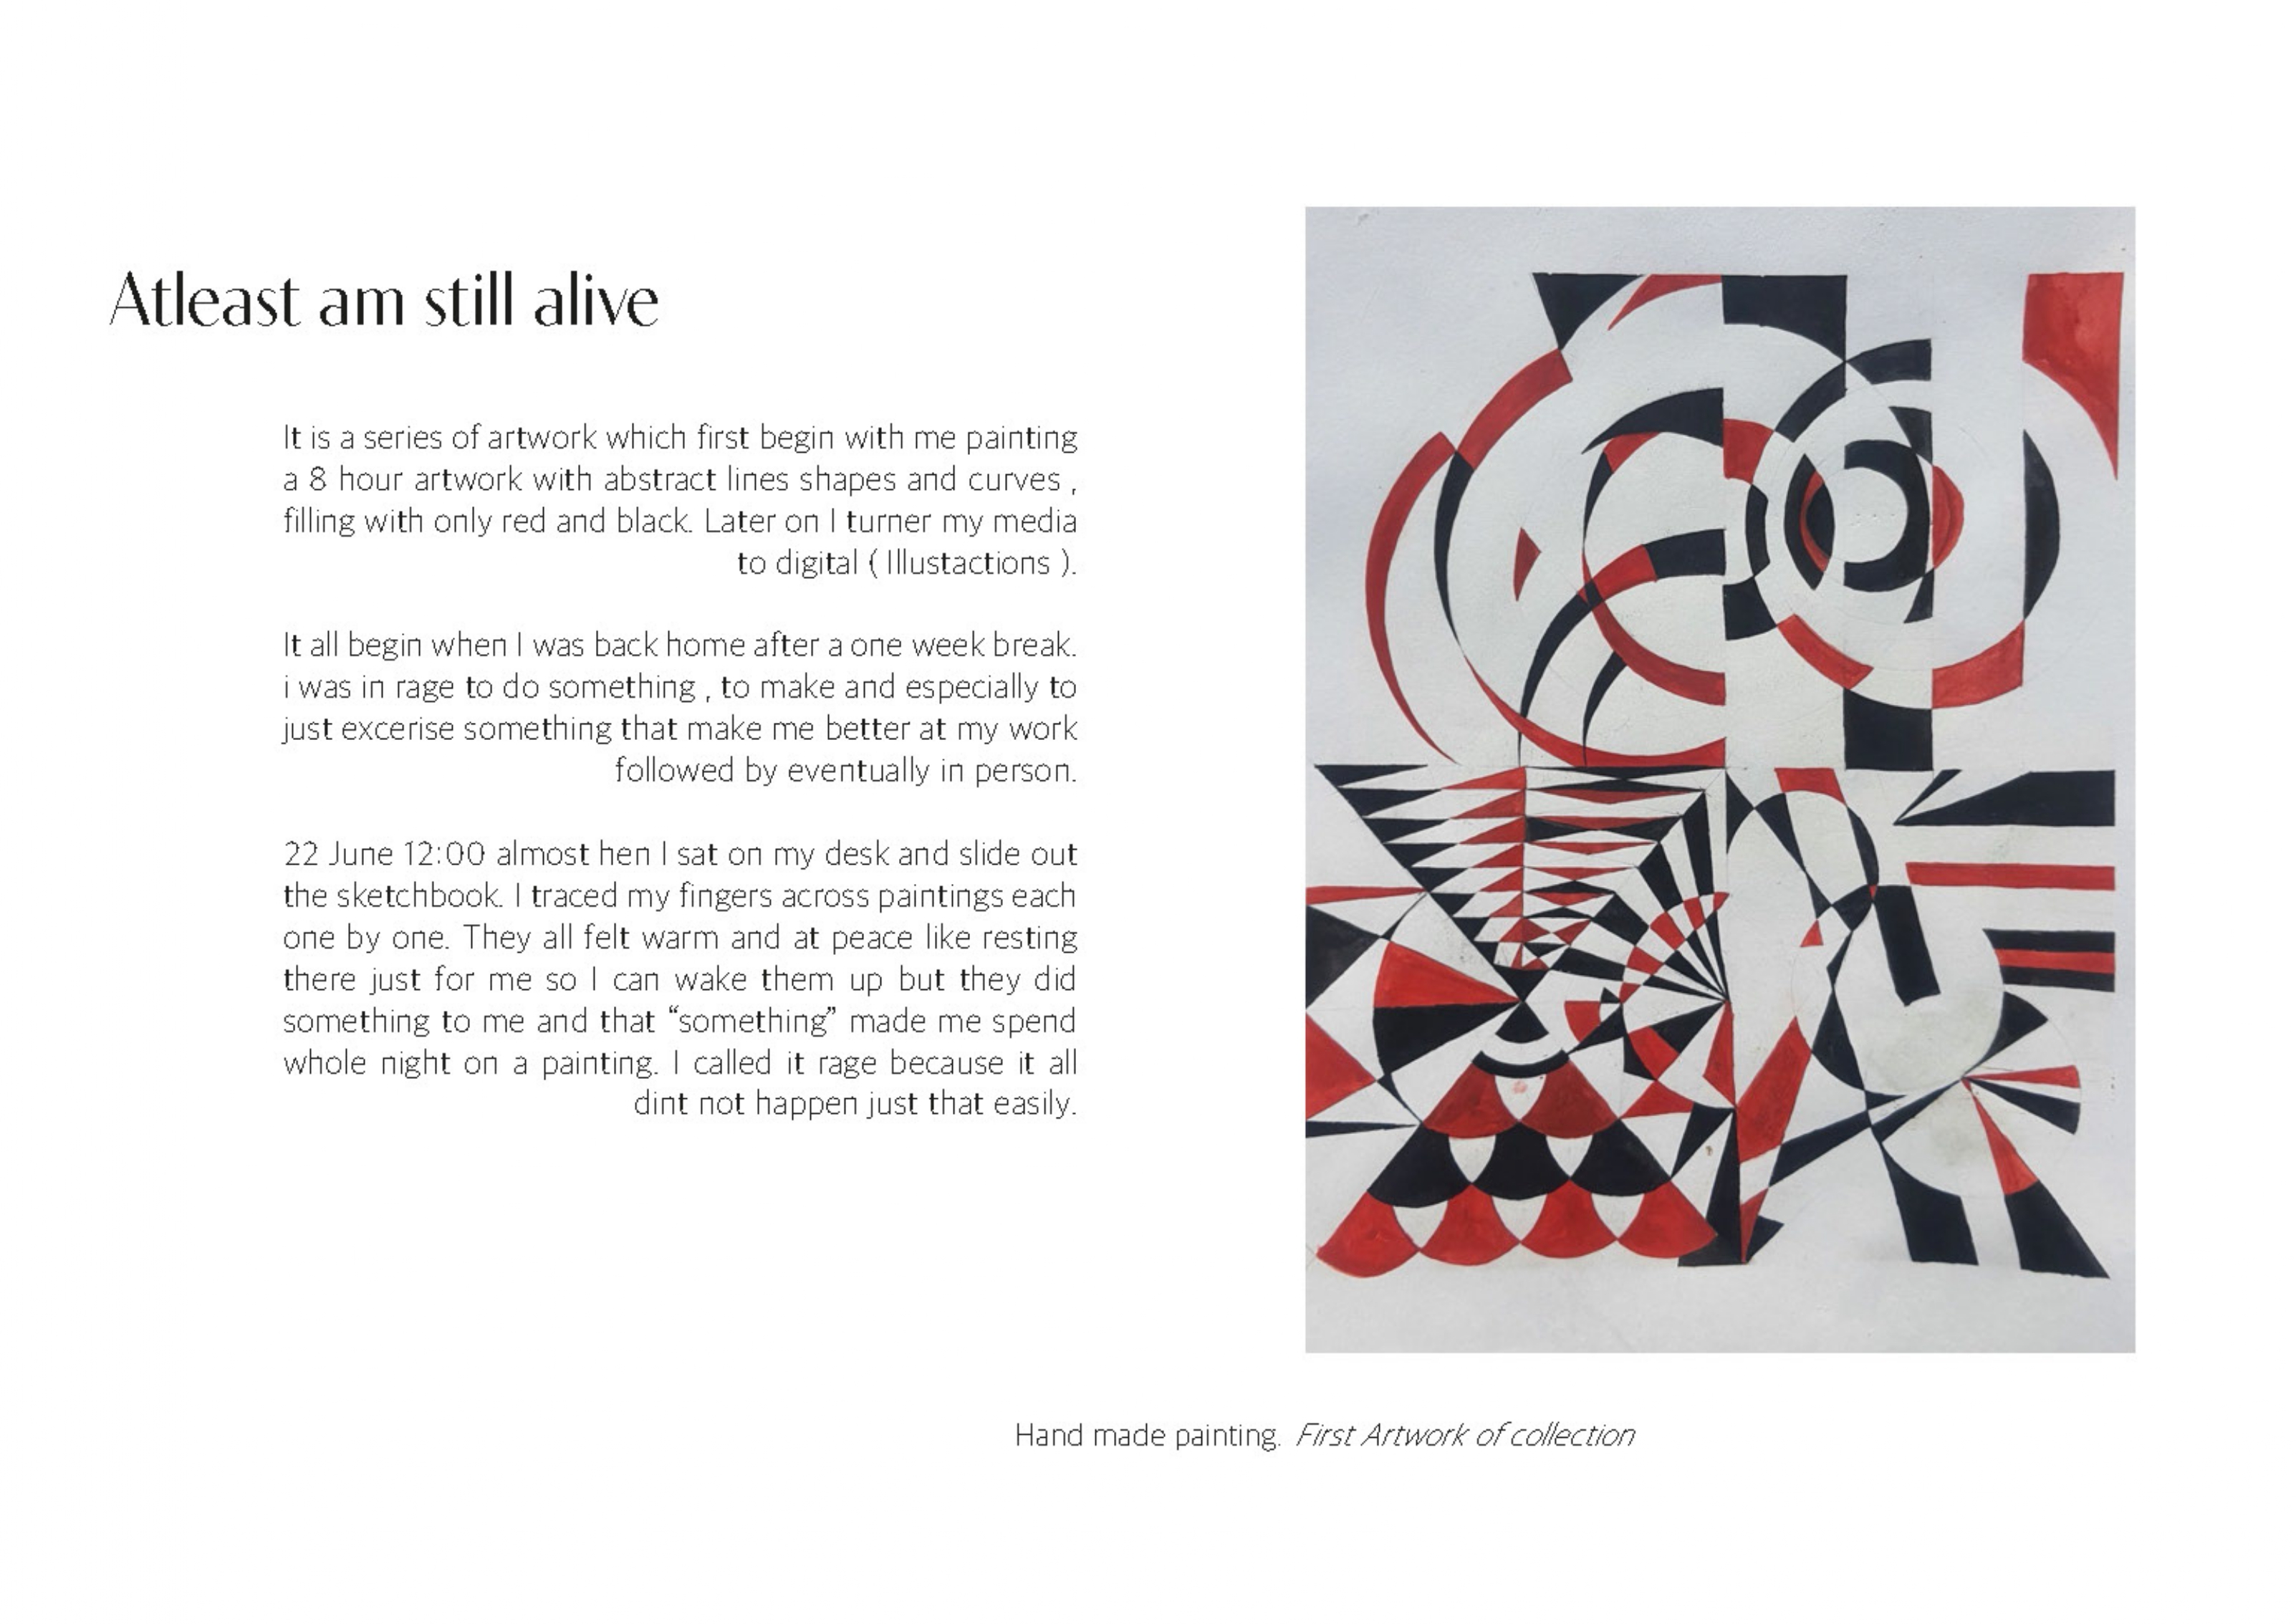 Atleast am still alive
It is a series of artwork which first begin with me painting
a 8 hour artwork with abstract lines shapes and curves ,
filling with only red and black. Later on I turner my media
to digital ( Illustactions ).
It all begin when I was back home after a one week break.
i was in rage to do something , to make and especially to
just excerise something that make me better at my work
followed by eventually in person.
22 June 12:00 almost hen I sat on my desk and slide out
the sketchbook. I traced my fingers across paintings each
one by one. They all felt warm and at peace like resting
there just for me so I can wake them up but they did
something to me and that “something” made me spend
whole night on a painting. I called it rage because it all
dint not happen just that easily.
Hand made painting. First Artwork of collection